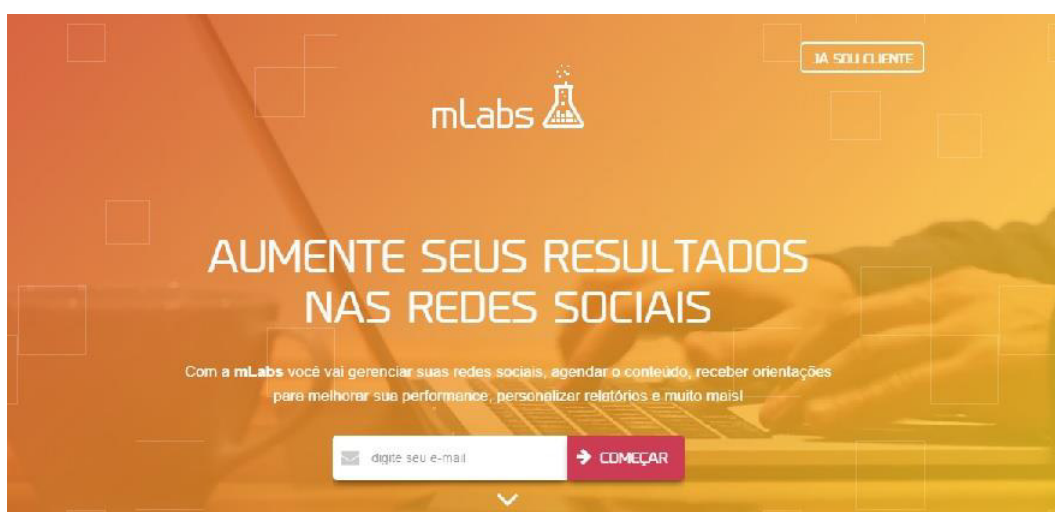 JÁ SOU CLIENTE
mLabs
AUMENTE SEUS RESULTADOS
NAS REDES SOCIAIS
Com a mLabs você vai gerenciar suas redes sociais, agendar o conteúdo, receber orientações
para melhorar sua performance, personalizar relatórios e muito mais!
digite seu e-mail
COMEÇAR